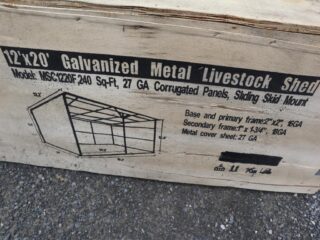 12'x20' Galvanized Metal Livestock Shed
Model: MSC1220F, 240 Sq-Ft, 27 GA Corrugated Panels, Sliding Skid Mount
Base and primary frame:2"x2", 16GA
Secondary frame:1" x 1-3/4", 18GA
Metal cover sheet: 27 GA